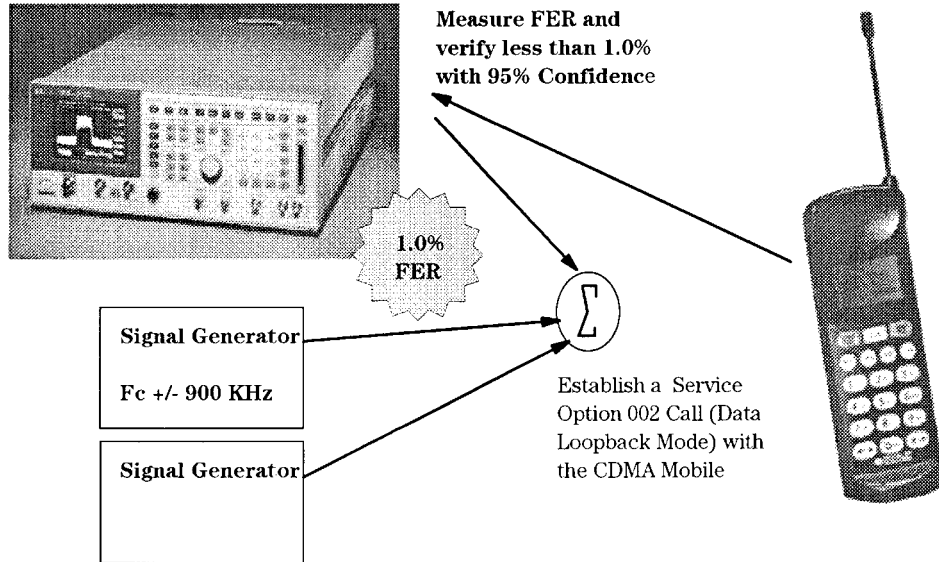 Measure FER and
verify less than 1.0%
with 95% Confidence
1.0%
FER
Signal Generator
Fc +/- 900 KHz
Signal Generator
Σ
Establish a Service
Option 002 Call (Data
Loopback Mode) with
the CDMA Mobile